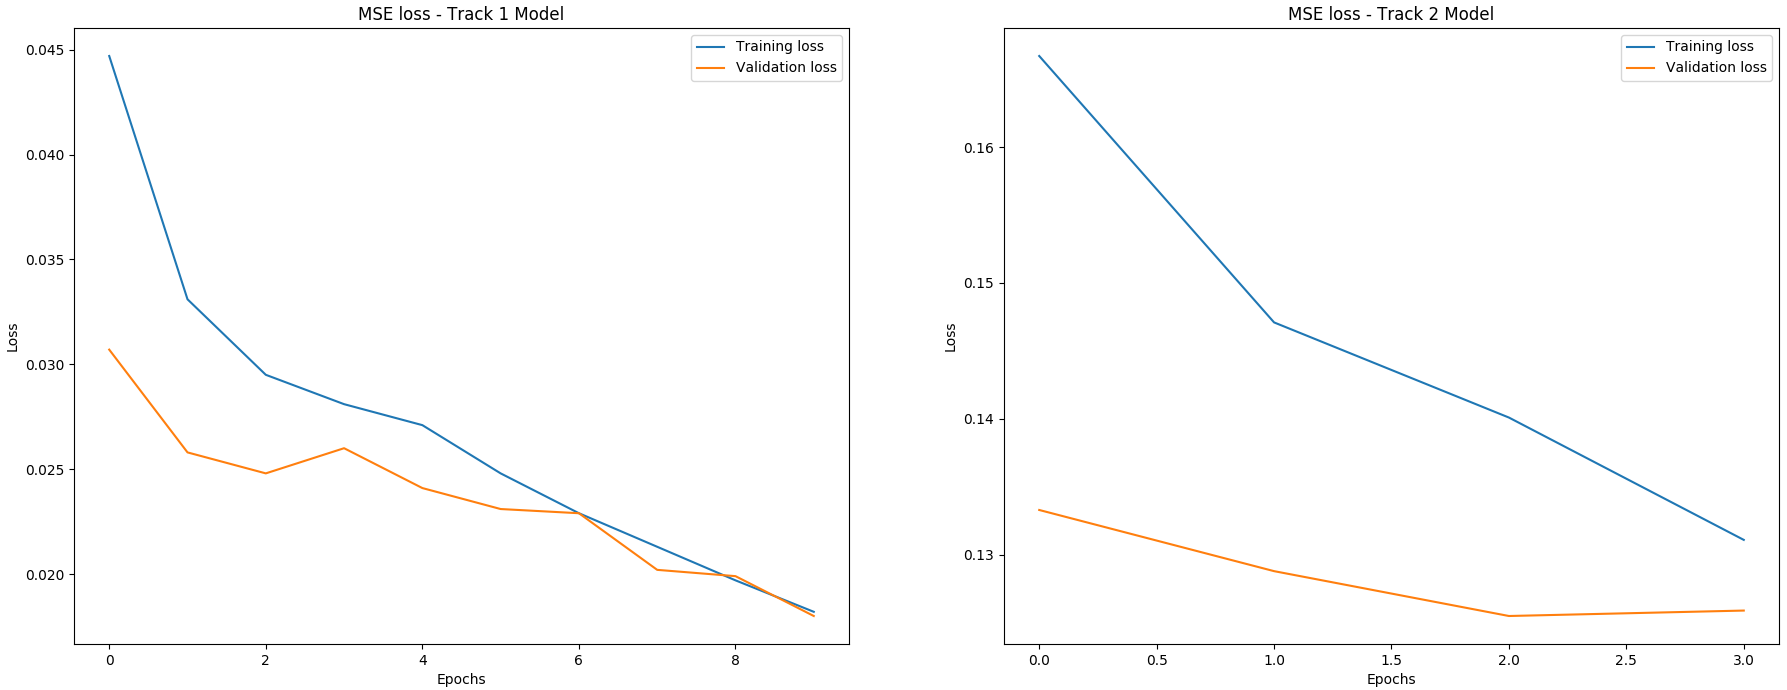 MSE loss - Track 1 Model
Training loss
Validation loss
0.045
0.040
0.035
0.030
0.025
0.020
Loss
0 2 4 6 8
Epochs
MSE loss - Track 2 Model
Training loss
Validation loss
0.16
0.15
0.14
0.13
Loss
0.0 0.5 1.0 1.5 2.0 2.5 3.0
Epochs